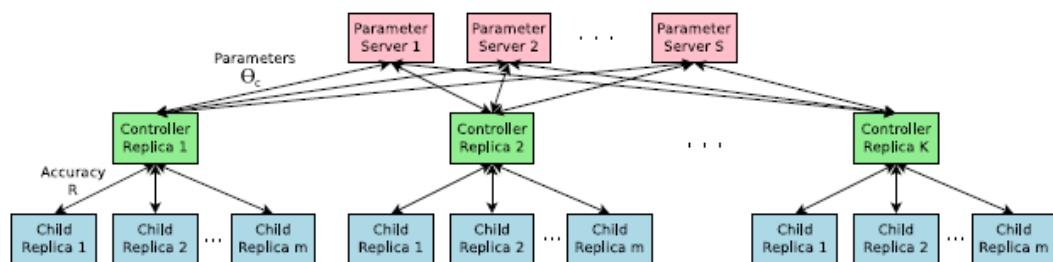 Parameter
Server 1
Parameter
Server 2
. . .
Parameter
Server S
Parameters
Θc
Controller
Replica 1
Controller
Replica 2
. . .
Controller
Replica K
Accuracy
R
Child
Replica 1
Child
Replica 2
...
Child
Replica m
Child
Replica 1
Child
Replica 2
...
Child
Replica m
Child
Replica 1
Child
Replica 2
...
Child
Replica m